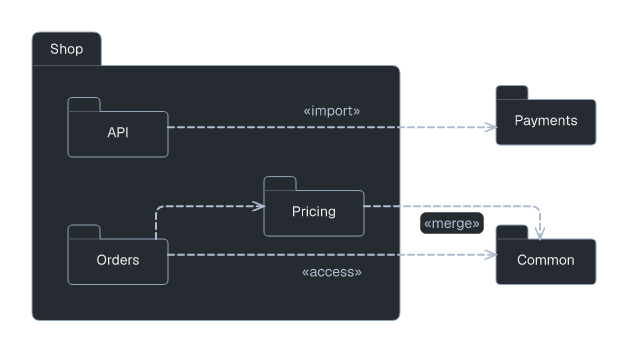 Shop
«import»
API
Payments
Pricing
«merge»
Orders
Common
«access»